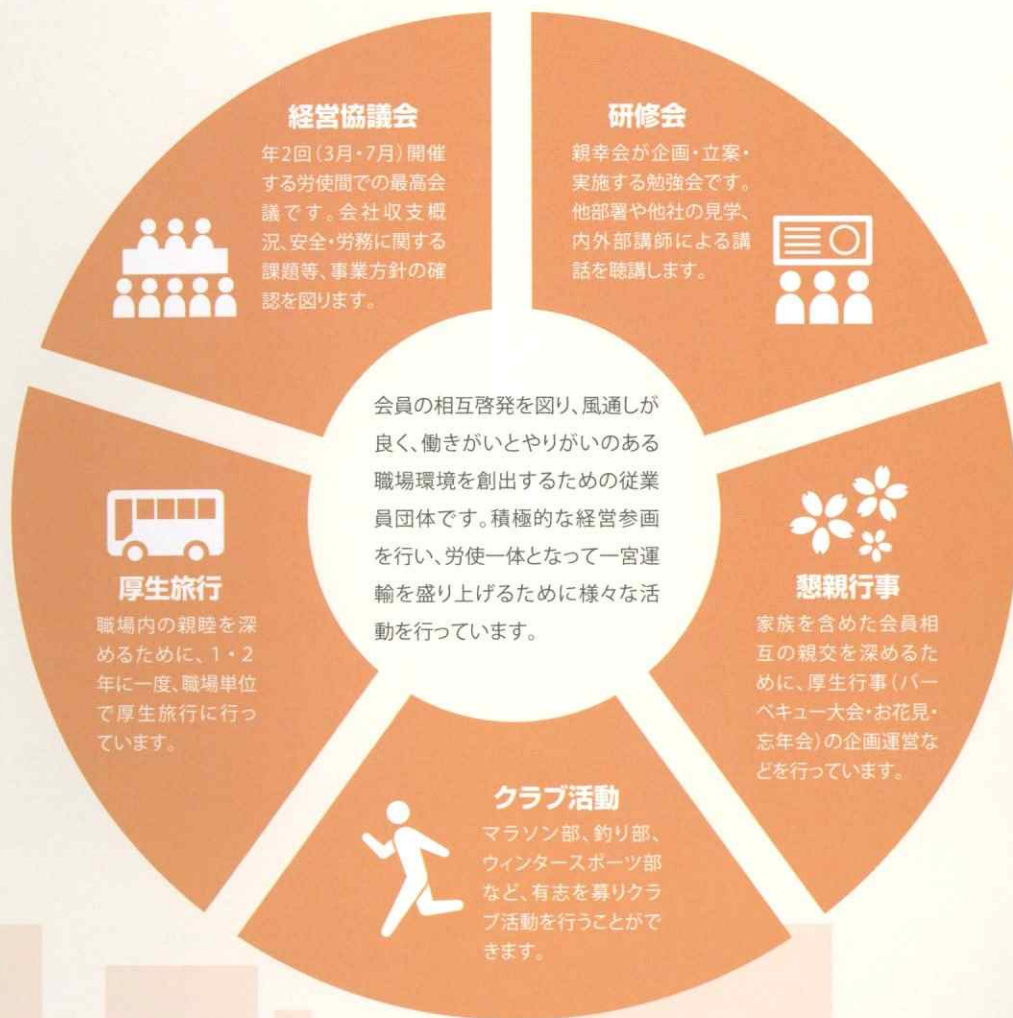 経営協議会
年2回(3月・7月)開催
する労使間での最高会
議です。会社収支概
況、安全・労務に関する
課題等、事業方針の確
認を図ります。
研修会
親幸会が企画・立案・
実施する勉強会です。
他部署や他社の見学、
内外部講師による講
話を聴講します。
会員の相互啓発を図り、風通しが
良く、働きがいとやりがいのある
職場環境を創出するための従業
員団体です。積極的な経営参画
を行い、労使一体となって一宮運
輸を盛り上げるために様々な活
動を行っています。
厚生旅行
職場内の親睦を深
めるために、1・2
年に一度、職場単位
で厚生旅行に行っ
ています。
懇親行事
家族を含めた会員相
互の親交を深めるた
めに、厚生行事(バー
ベキュー大会・お花見・
忘年会)の企画運営な
どを行っています。
クラブ活動
マラソン部、釣り部、
ウィンタースポーツ部
など、有志を募りクラ
ブ活動を行うことがで
きます。